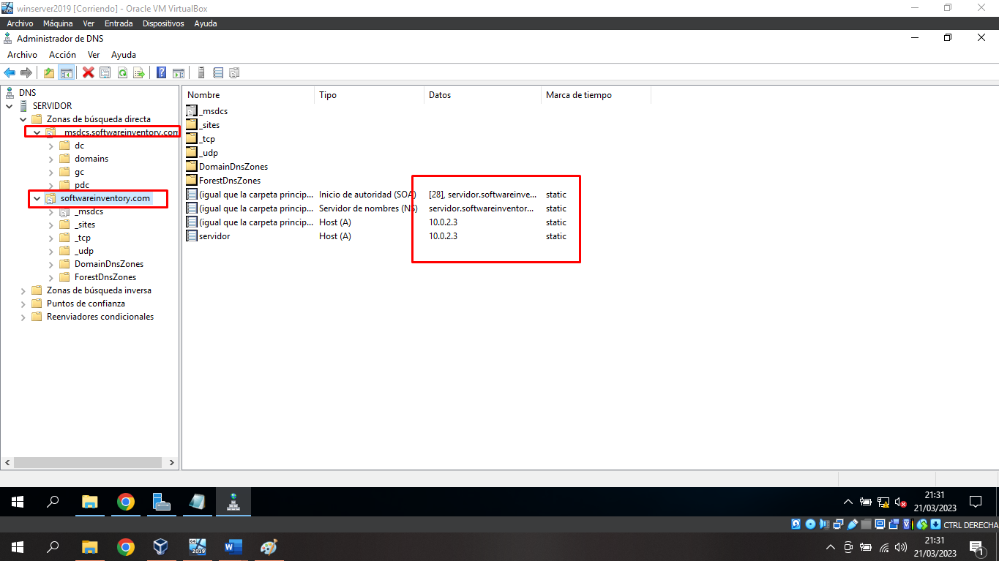 winserver2019 [Corriendo] - Oracle VM VirtualBox
Archivo Máquina Ver Entrada Dispositivos Ayuda
Administrador de DNS
Archivo Acción Ver Ayuda
DNS
SERVIDOR
Zonas de búsqueda directa
_msdcs.softwareinventory.com
dc
domains
gc
pdc
softwareinventory.com
_msdcs
_sites
_tcp
_udp
DomainDnsZones
ForestDnsZones
Zonas de búsqueda inversa
Puntos de confianza
Reenviadores condicionales
Nombre Tipo Datos Marca de tiempo
_msdcs
_sites
_tcp
_udp
DomainDnsZones
ForestDnsZones
(igual que la carpeta princip... Inicio de autoridad (SOA) [28], servidor.softwareinve... static
(igual que la carpeta princip... Servidor de nombres (NS) servidor.softwareinventor... static
(igual que la carpeta princip... Host (A) 10.0.2.3 static
servidor Host (A) 10.0.2.3 static
21:31
21/03/2023
CTRL DERECHA
2019
21:31
21/03/2023
1